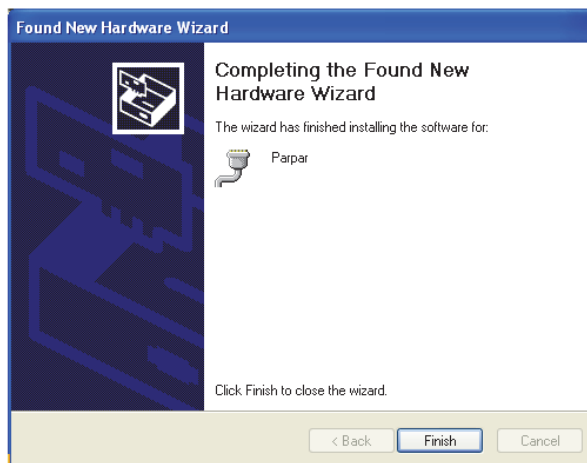 Found New Hardware Wizard
Completing the Found New
Hardware Wizard
The wizard has finished installing the software for:
Parpar
Click Finish to close the wizard.
< Back
Finish
Cancel